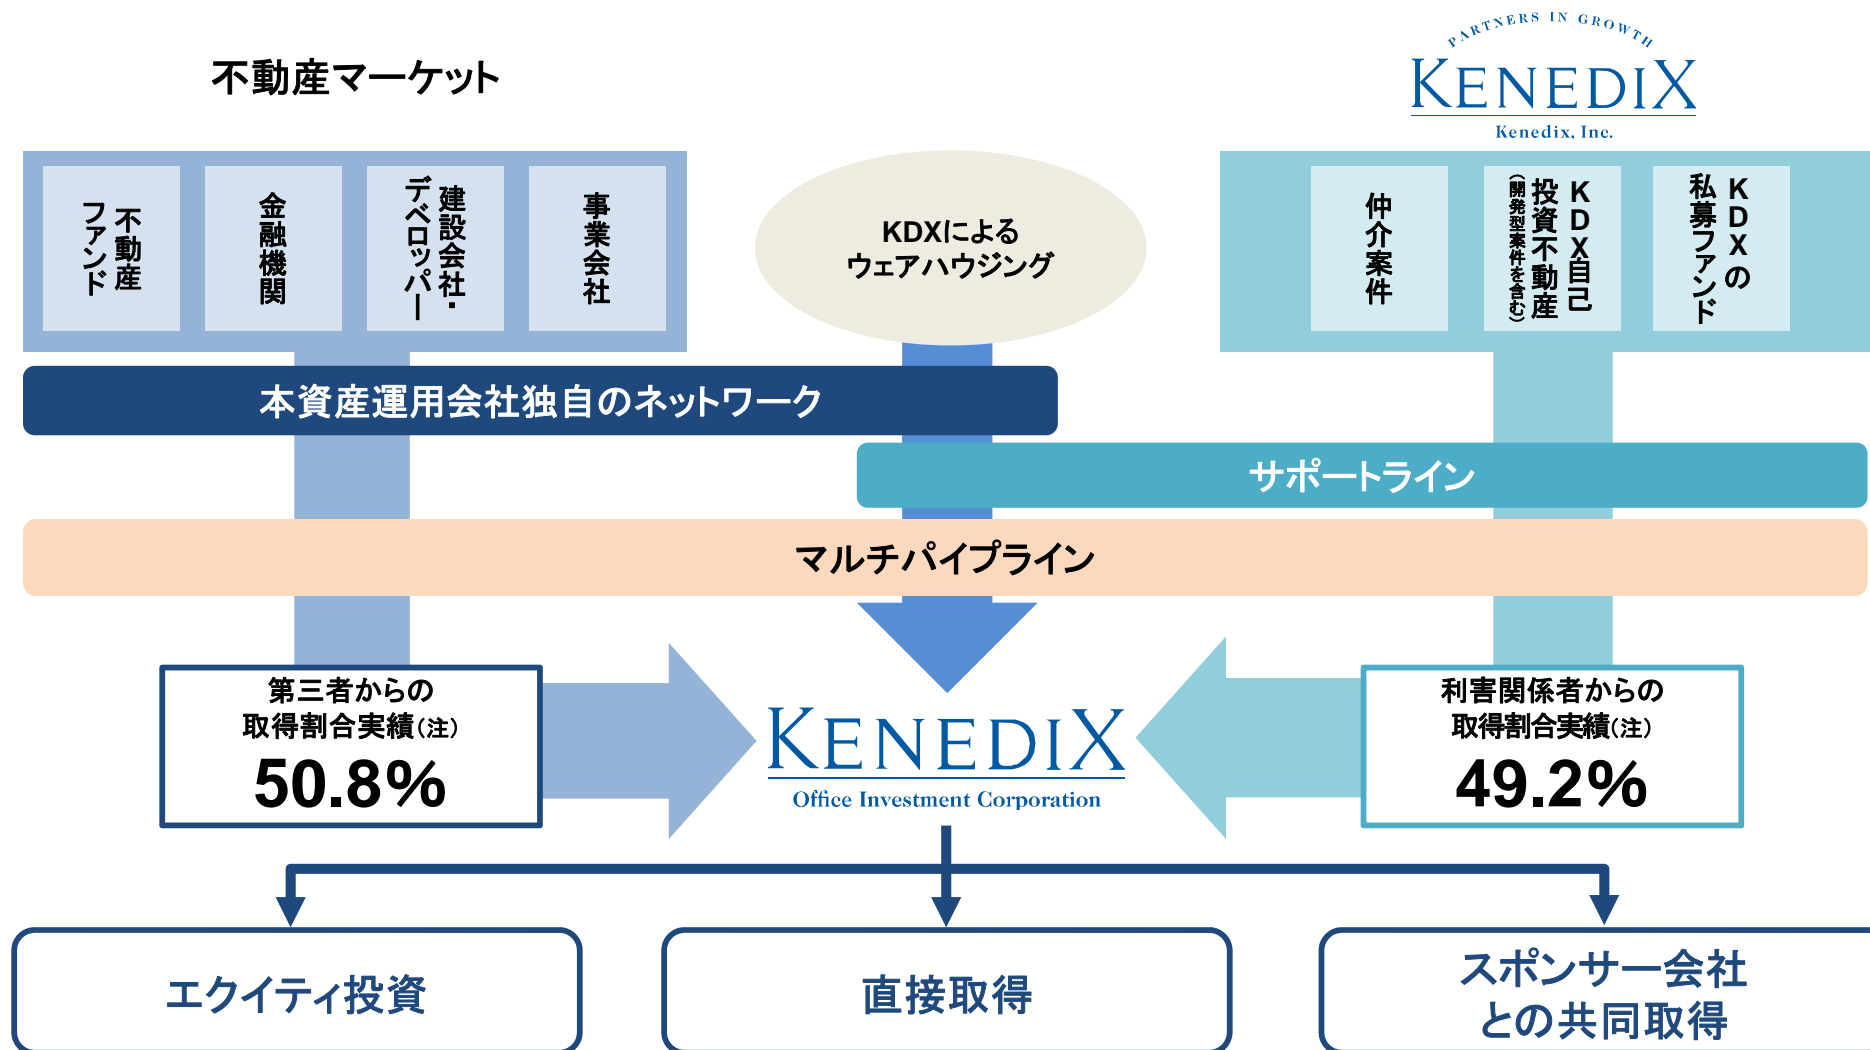 不動産マーケット
PARTNERS IN GROWTH
KENEDIX
Kenedix, Inc.
不動産
ファンド
金融機関
建設会社・
デベロッパー
事業会社
KDXによる
ウェアハウジング
仲介案件
KDX自己
投資不動産
(開発型案件を含む)
KDXの
私募ファンド
本資産運用会社独自のネットワーク
サポートライン
マルチパイプライン
第三者からの
取得割合実績(注)
50.8%
KENEDIX
Office Investment Corporation
利害関係者からの
取得割合実績(注)
49.2%
エクイティ投資
直接取得
スポンサー会社
との共同取得